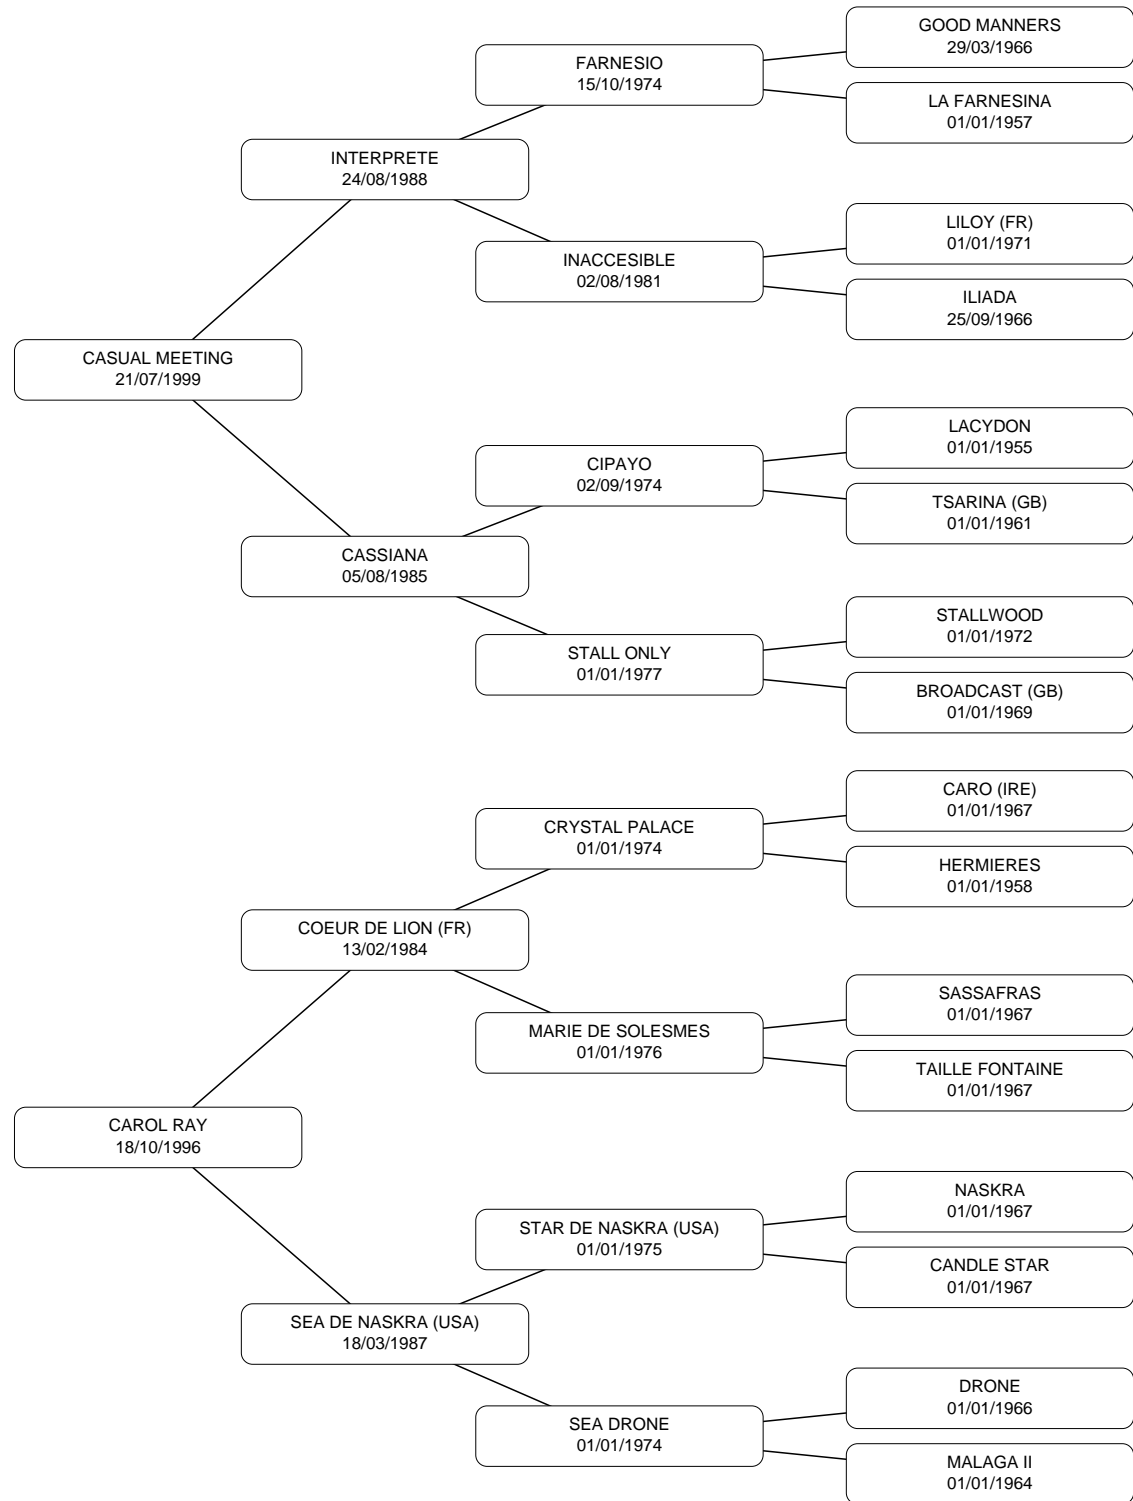 GOOD MANNERS
29/03/1966
FARNESIO
15/10/1974
LA FARNESINA
01/01/1957
INTERPRETE
24/08/1988
LILOY (FR)
01/01/1971
INACCESIBLE
02/08/1981
ILIADA
25/09/1966
CASUAL MEETING
21/07/1999
LACYDON
01/01/1955
CIPAYO
02/09/1974
TSARINA (GB)
01/01/1961
CASSIANA
05/08/1985
STALLWOOD
01/01/1972
STALL ONLY
01/01/1977
BROADCAST (GB)
01/01/1969
CARO (IRE)
01/01/1967
CRYSTAL PALACE
01/01/1974
HERMIERES
01/01/1958
COEUR DE LION (FR)
13/02/1984
SASSAFRAS
01/01/1967
MARIE DE SOLESMES
01/01/1976
TAILLE FONTAINE
01/01/1967
CAROL RAY
18/10/1996
NASKRA
01/01/1967
STAR DE NASKRA (USA)
01/01/1975
CANDLE STAR
01/01/1967
SEA DE NASKRA (USA)
18/03/1987
DRONE
01/01/1966
SEA DRONE
01/01/1974
MALAGA II
01/01/1964